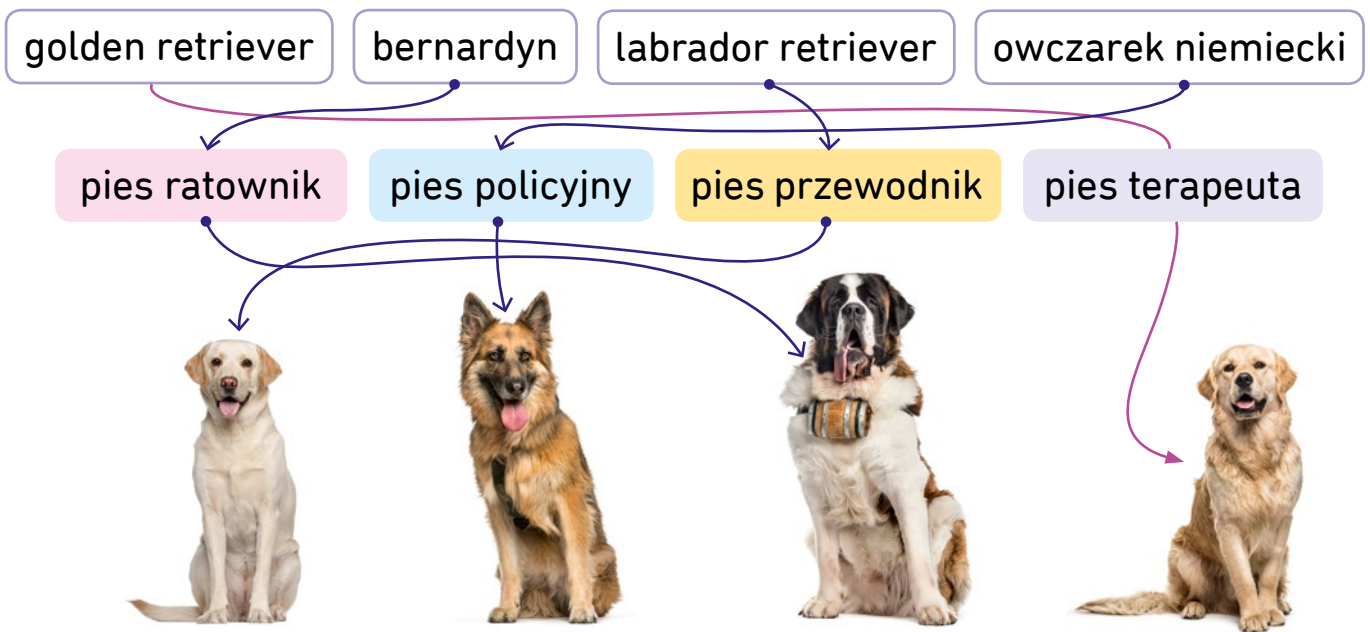 golden retriever
bernardyn
labrador retriever
owczarek niemiecki
pies ratownik
pies policyjny
pies przewodnik
pies terapeuta